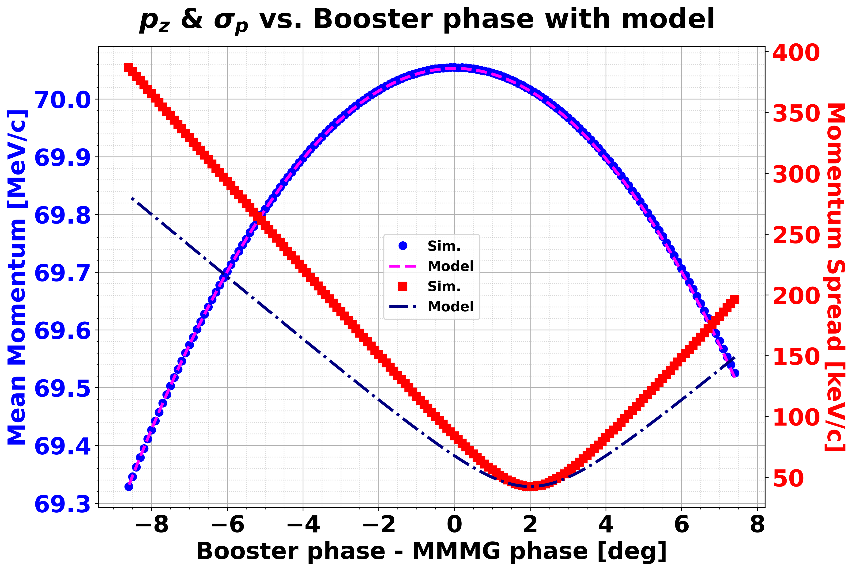 p_z & σ_p vs. Booster phase with model
Mean Momentum [MeV/c]
70.0
69.9
69.8
69.7
69.6
69.5
69.4
69.3
400
350
300
250
200
150
100
50
Momentum Spread [keV/c]
Sim.
Model
Sim.
Model
−8 −6 −4 −2 0 2 4 6 8
Booster phase - MMMG phase [deg]